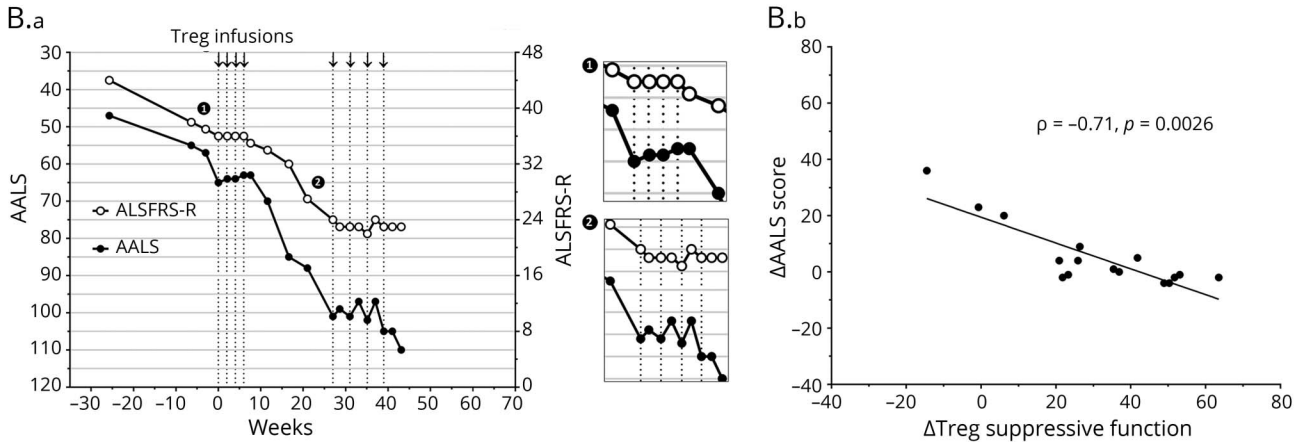 B.a
Treg infusions
AALS
30
40
50
60
70
80
90
100
110
120
ALSFRS-R
48
40
32
24
16
8
0
1
2
ALSFRS-R
AALS
−30 −20 −10 0 10 20 30 40 50 60 70
Weeks
1
2
B.b
ΔAALS score
80
60
40
20
0
−20
−40
ρ = −0.71, p = 0.0026
−40 −20 0 20 40 60 80
ΔTreg suppressive function